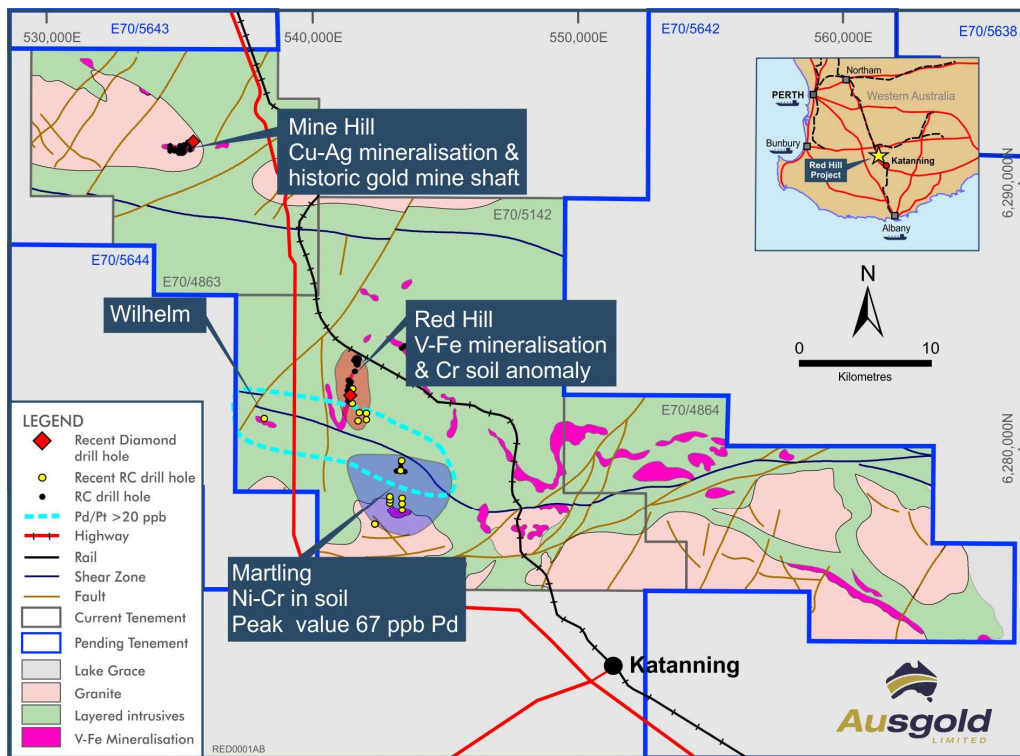 E70/5643
530,000E
540,000E
550,000E
E70/5642
560,000E
E70/5638
Northam
PERTH
Western Australia
Bunbury
Red Hill
Project
Katanning
Albany
6,290,000N
Mine Hill
Cu-Ag mineralisation &
historic gold mine shaft
E70/5142
E70/5644
E70/4863
Wilhelm
Red Hill
V-Fe mineralisation
& Cr soil anomaly
N
0
10
Kilometres
E70/4864
6,280,000N
LEGEND
Recent Diamond
drill hole
Recent RC drill hole
RC drill hole
Pd/Pt >20 ppb
Highway
Rail
Shear Zone
Fault
Current Tenement
Pending Tenement
Lake Grace
Granite
Layered intrusives
V-Fe Mineralisation
Martling
Ni-Cr in soil
Peak value 67 ppb Pd
Katanning
RED0001AB
Ausgold
LIMITED